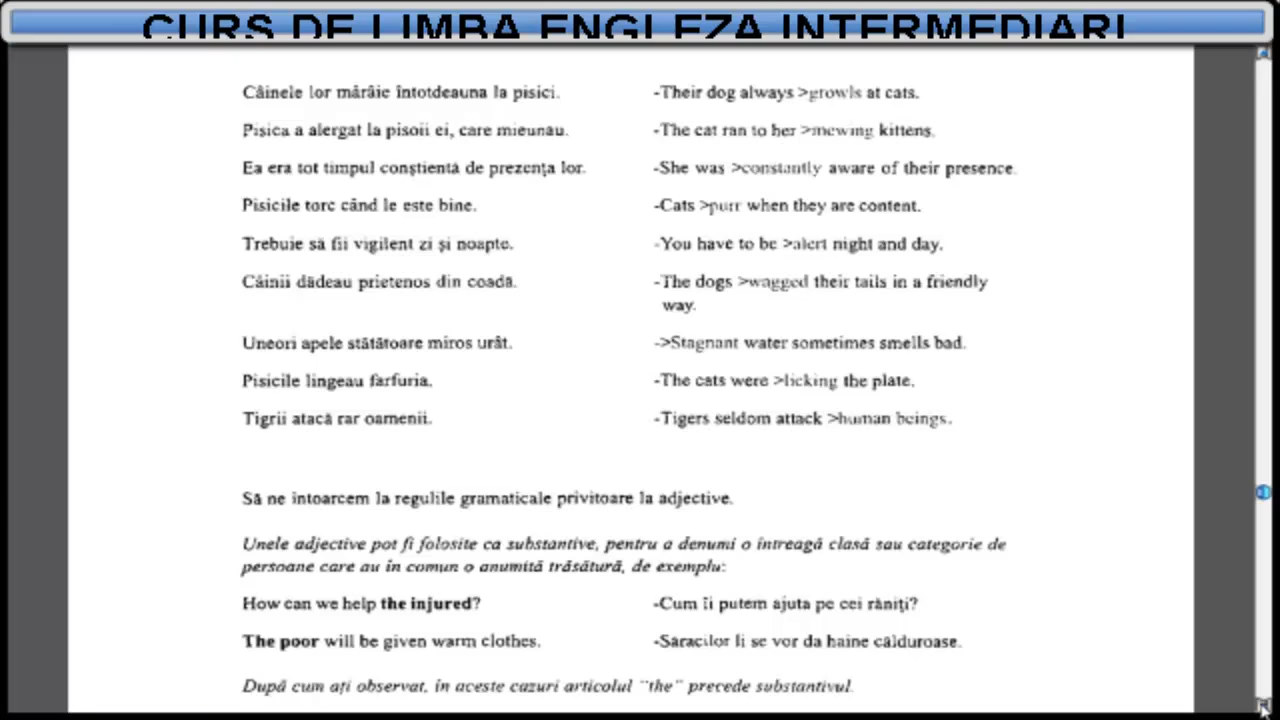 CURS DE LIMBA ENGLEZA INTERMEDIARI
Câinele lor mârâie întotdeauna la pisici. -Their dog always >growls at cats.
Pisica a alergat la pisoii ei, care mieunau. -The cat ran to her >mewing kittens.
Ea era tot timpul conştientă de prezenţa lor. -She was >constantly aware of their presence.
Pisicile torc când le este bine. -Cats >purr when they are content.
Trebuie să fii vigilent zi şi noapte. -You have to be >alert night and day.
Câinii dădeau prietenos din coadă. -The dogs >wagged their tails in a friendly
way.
Uneori apele stătătoare miros urât. ->Stagnant water sometimes smells bad.
Pisicile lingeau farfuria. -The cats were >licking the plate.
Tigrii atacă rar oamenii. -Tigers seldom attack >human beings.
Să ne întoarcem la regulile gramaticale privitoare la adjective.
Unele adjective pot fi folosite ca substantive, pentru a denumi o întreagă clasă sau categorie de
persoane care au în comun o anumită trăsătură, de exemplu:
How can we help the injured? -Cum îi putem ajuta pe cei răniţi?
The poor will be given warm clothes. -Săracilor li se vor da haine călduroase.
După cum aţi observat, în aceste cazuri articolul "the" precede substantivul.